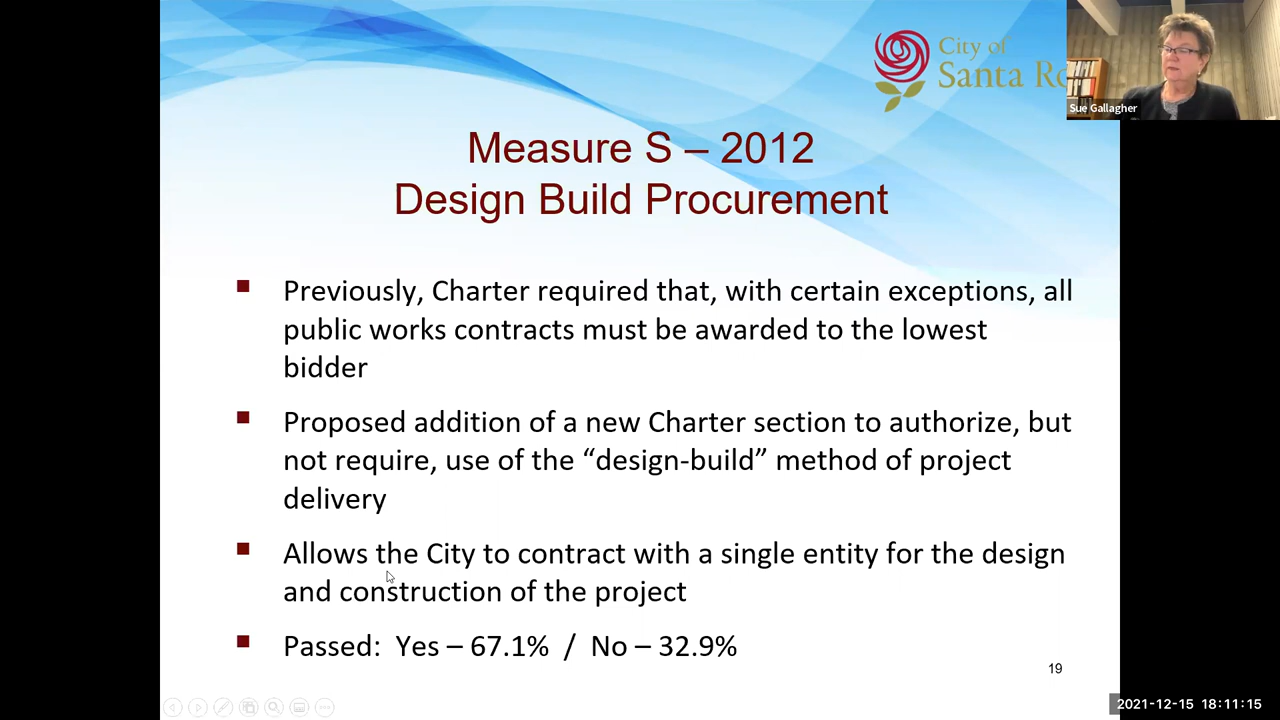 City of
Santa Ro
Sue Gallagher
Measure S – 2012
Design Build Procurement
Previously, Charter required that, with certain exceptions, all
public works contracts must be awarded to the lowest
bidder
Proposed addition of a new Charter section to authorize, but
not require, use of the “design-build” method of project
delivery
Allows the City to contract with a single entity for the design
and construction of the project
Passed:  Yes – 67.1%  /  No – 32.9%
19
2021-12-15 18:11:15